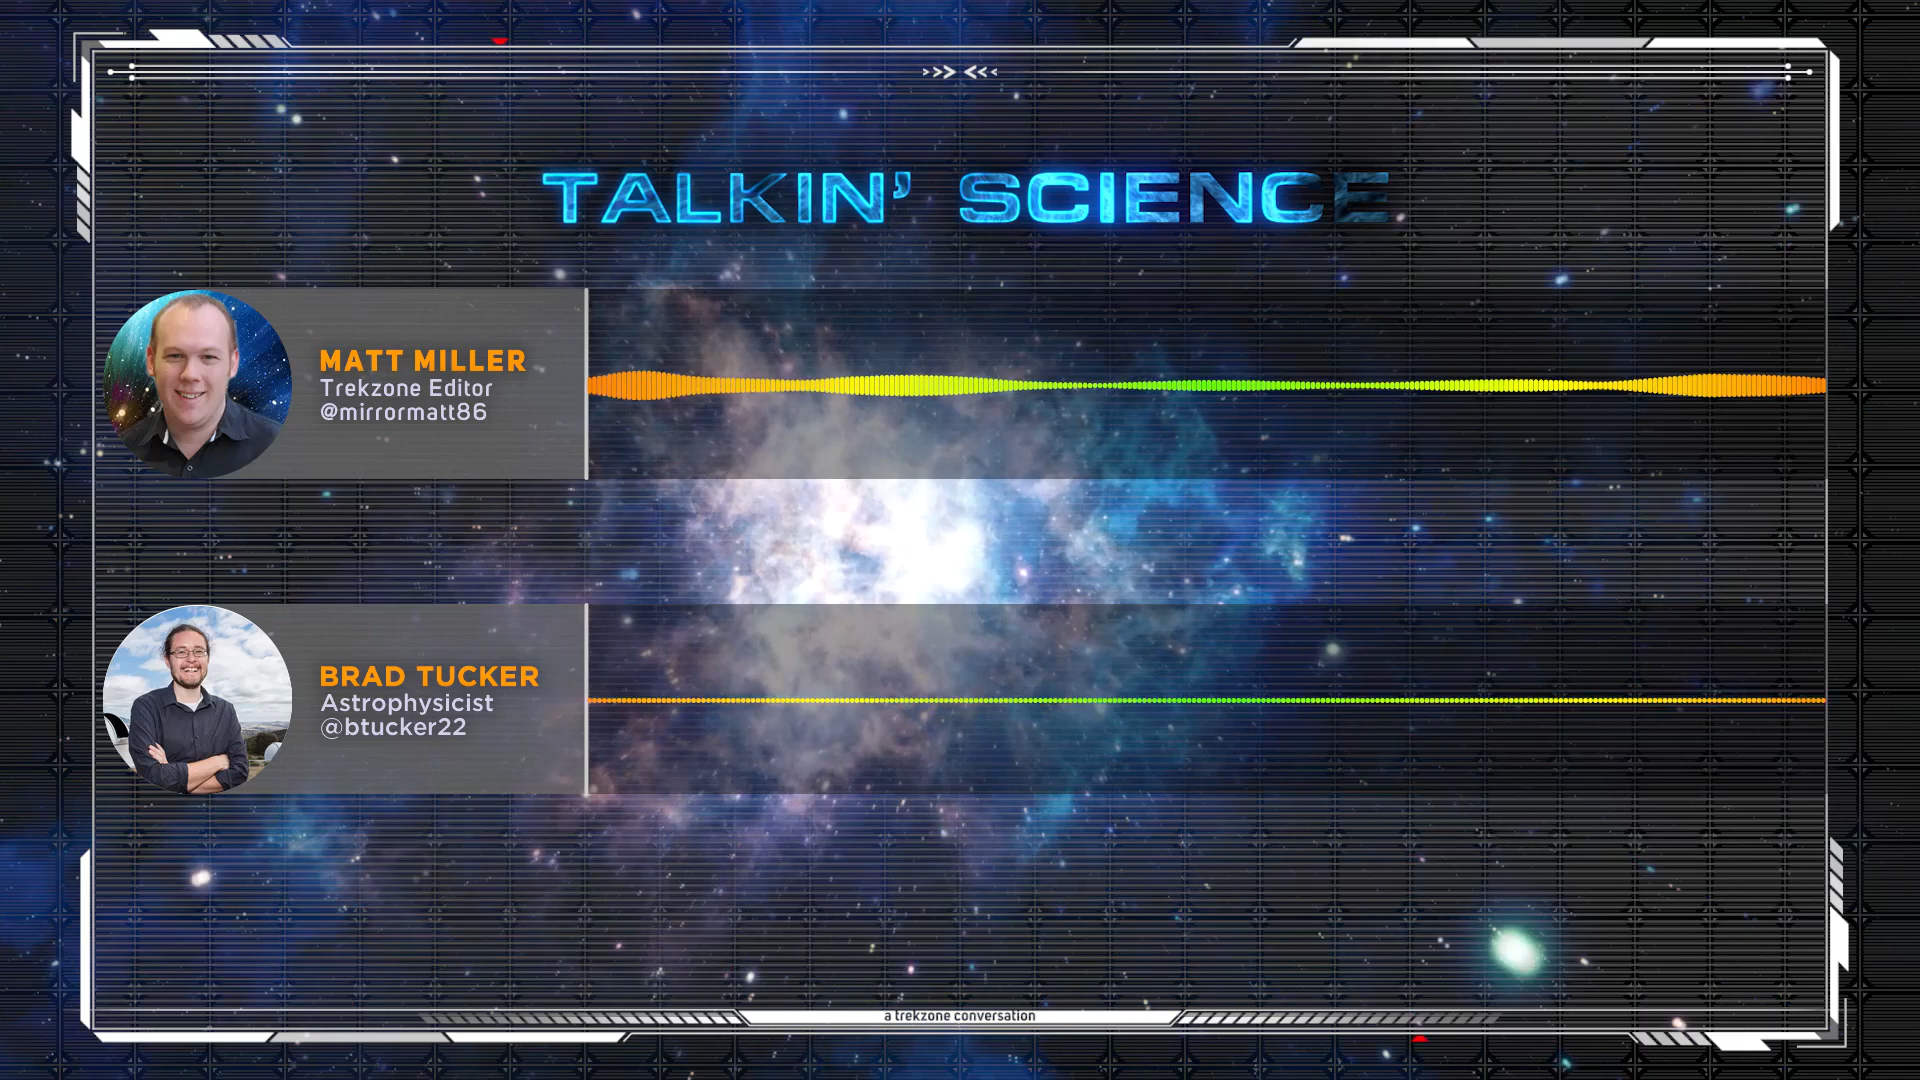 TALKIN' SCIENCE
MATT MILLER
Trekzone Editor
@mirrormatt86
BRAD TUCKER
Astrophysicist
@btucker22
a trekzone conversation